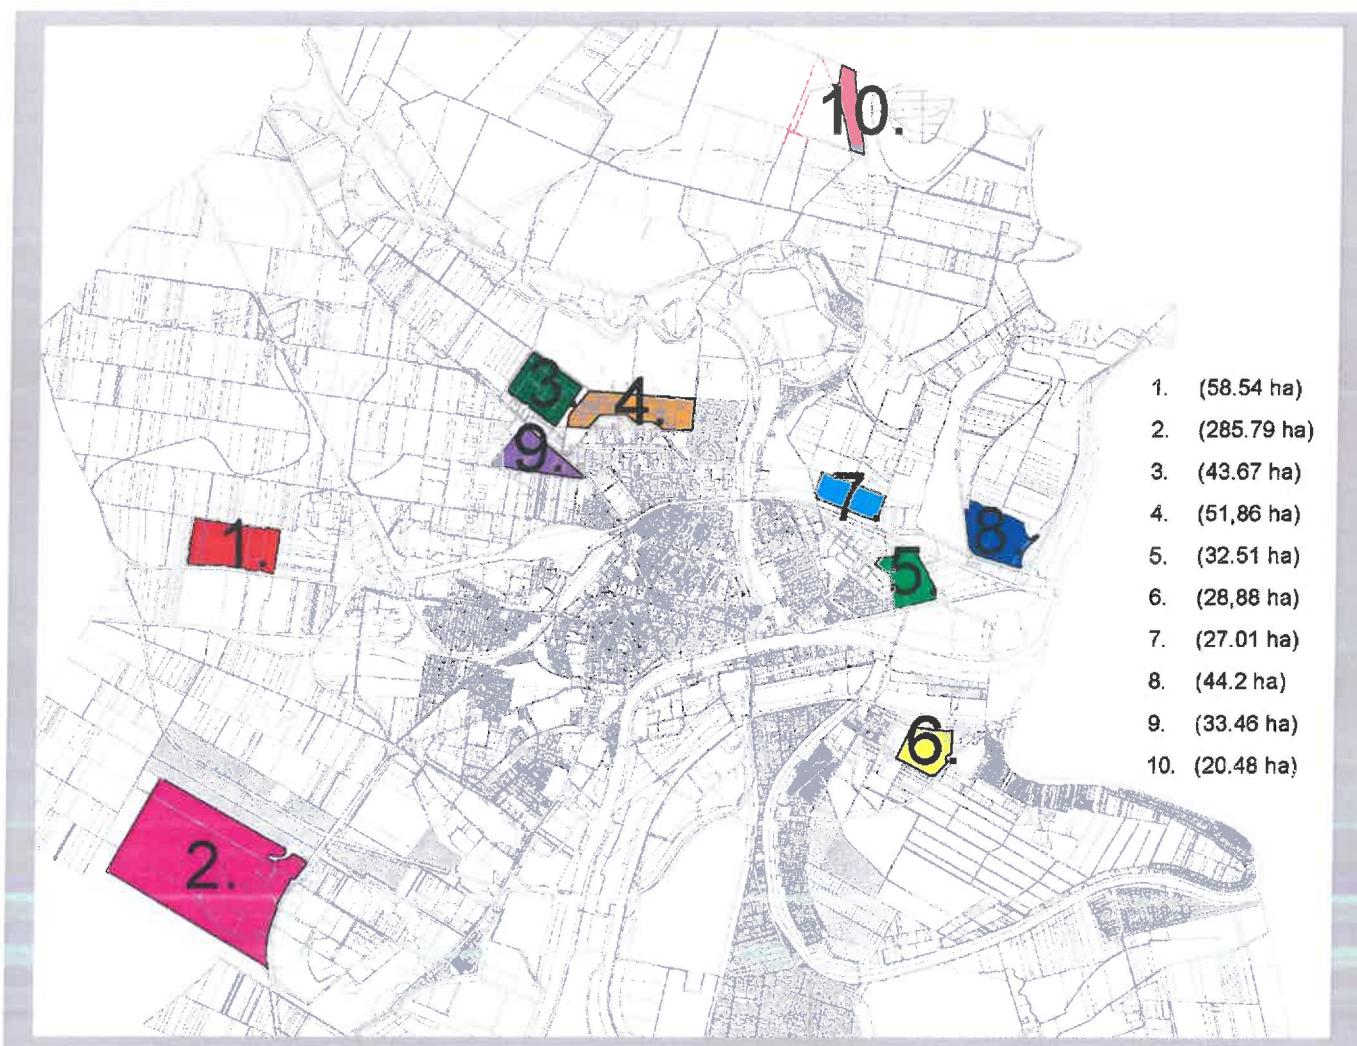 10.
3.
4.
9.
7.
1.
8.
5.
6.
2.
1. (58.54 ha)
2. (285.79 ha)
3. (43.67 ha)
4. (51,86 ha)
5. (32.51 ha)
6. (28,88 ha)
7. (27.01 ha)
8. (44.2 ha)
9. (33.46 ha)
10. (20.48 ha)